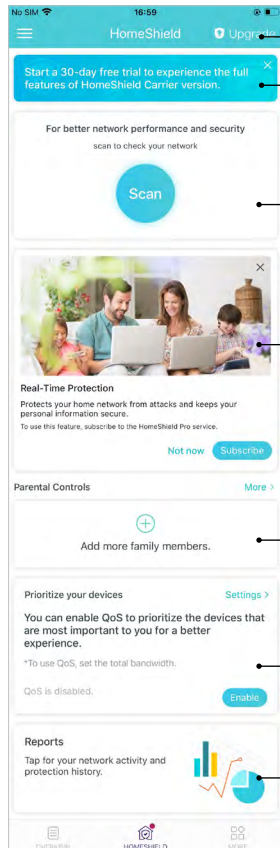 No SIM 16:59
HomeShield Upgrade
Start a 30-day free trial to experience the full
features of HomeShield Carrier version.
For better network performance and security
scan to check your network
Scan
Real-Time Protection
Protects your home network from attacks and keeps your
personal information secure.
To use this feature, subscribe to the HomeShield Pro service.
Not now Subscribe
Parental Controls More >
Add more family members.
Prioritize your devices Settings >
You can enable QoS to prioritize the devices that
are most important to you for a better
experience.
*To use QoS, set the total bandwidth.
QoS is disabled. Enable
Reports
Tap for your network activity and
protection history.
OVERVIEW HOMESHIELD MORE